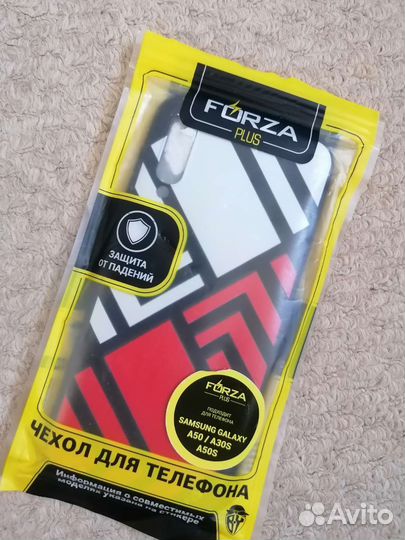 FORZA
PLUS
ЗАЩИТА
ОТ ПАДЕНИЙ
FORZA
PLUS
ПОДХОДИТ
ДЛЯ ТЕЛЕФОНА
SAMSUNG GALAXY
A50 / A30S
A50S
ЧЕХОЛ ДЛЯ ТЕЛЕФОНА
Информация о совместимых
моделях указана на стикере
Avito